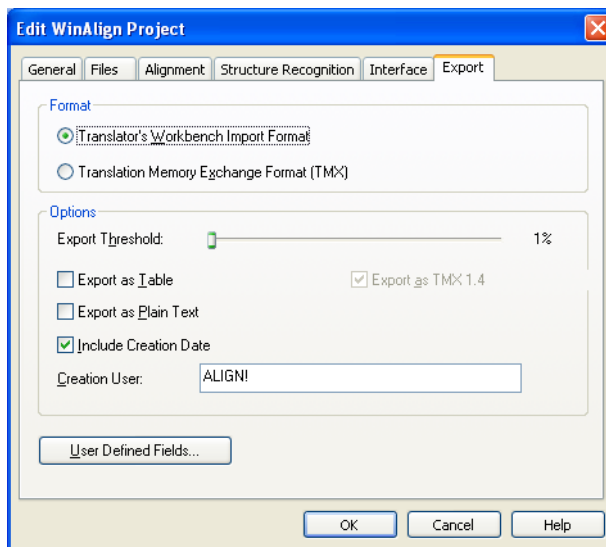 Edit WinAlign Project
General Files Alignment Structure Recognition Interface Export
Format
Translator's Workbench Import Format
Translation Memory Exchange Format (TMX)
Options
Export Threshold: 1%
Export as Table Export as TMX 1.4
Export as Plain Text
Include Creation Date
Creation User: ALIGN!
User Defined Fields...
OK Cancel Help